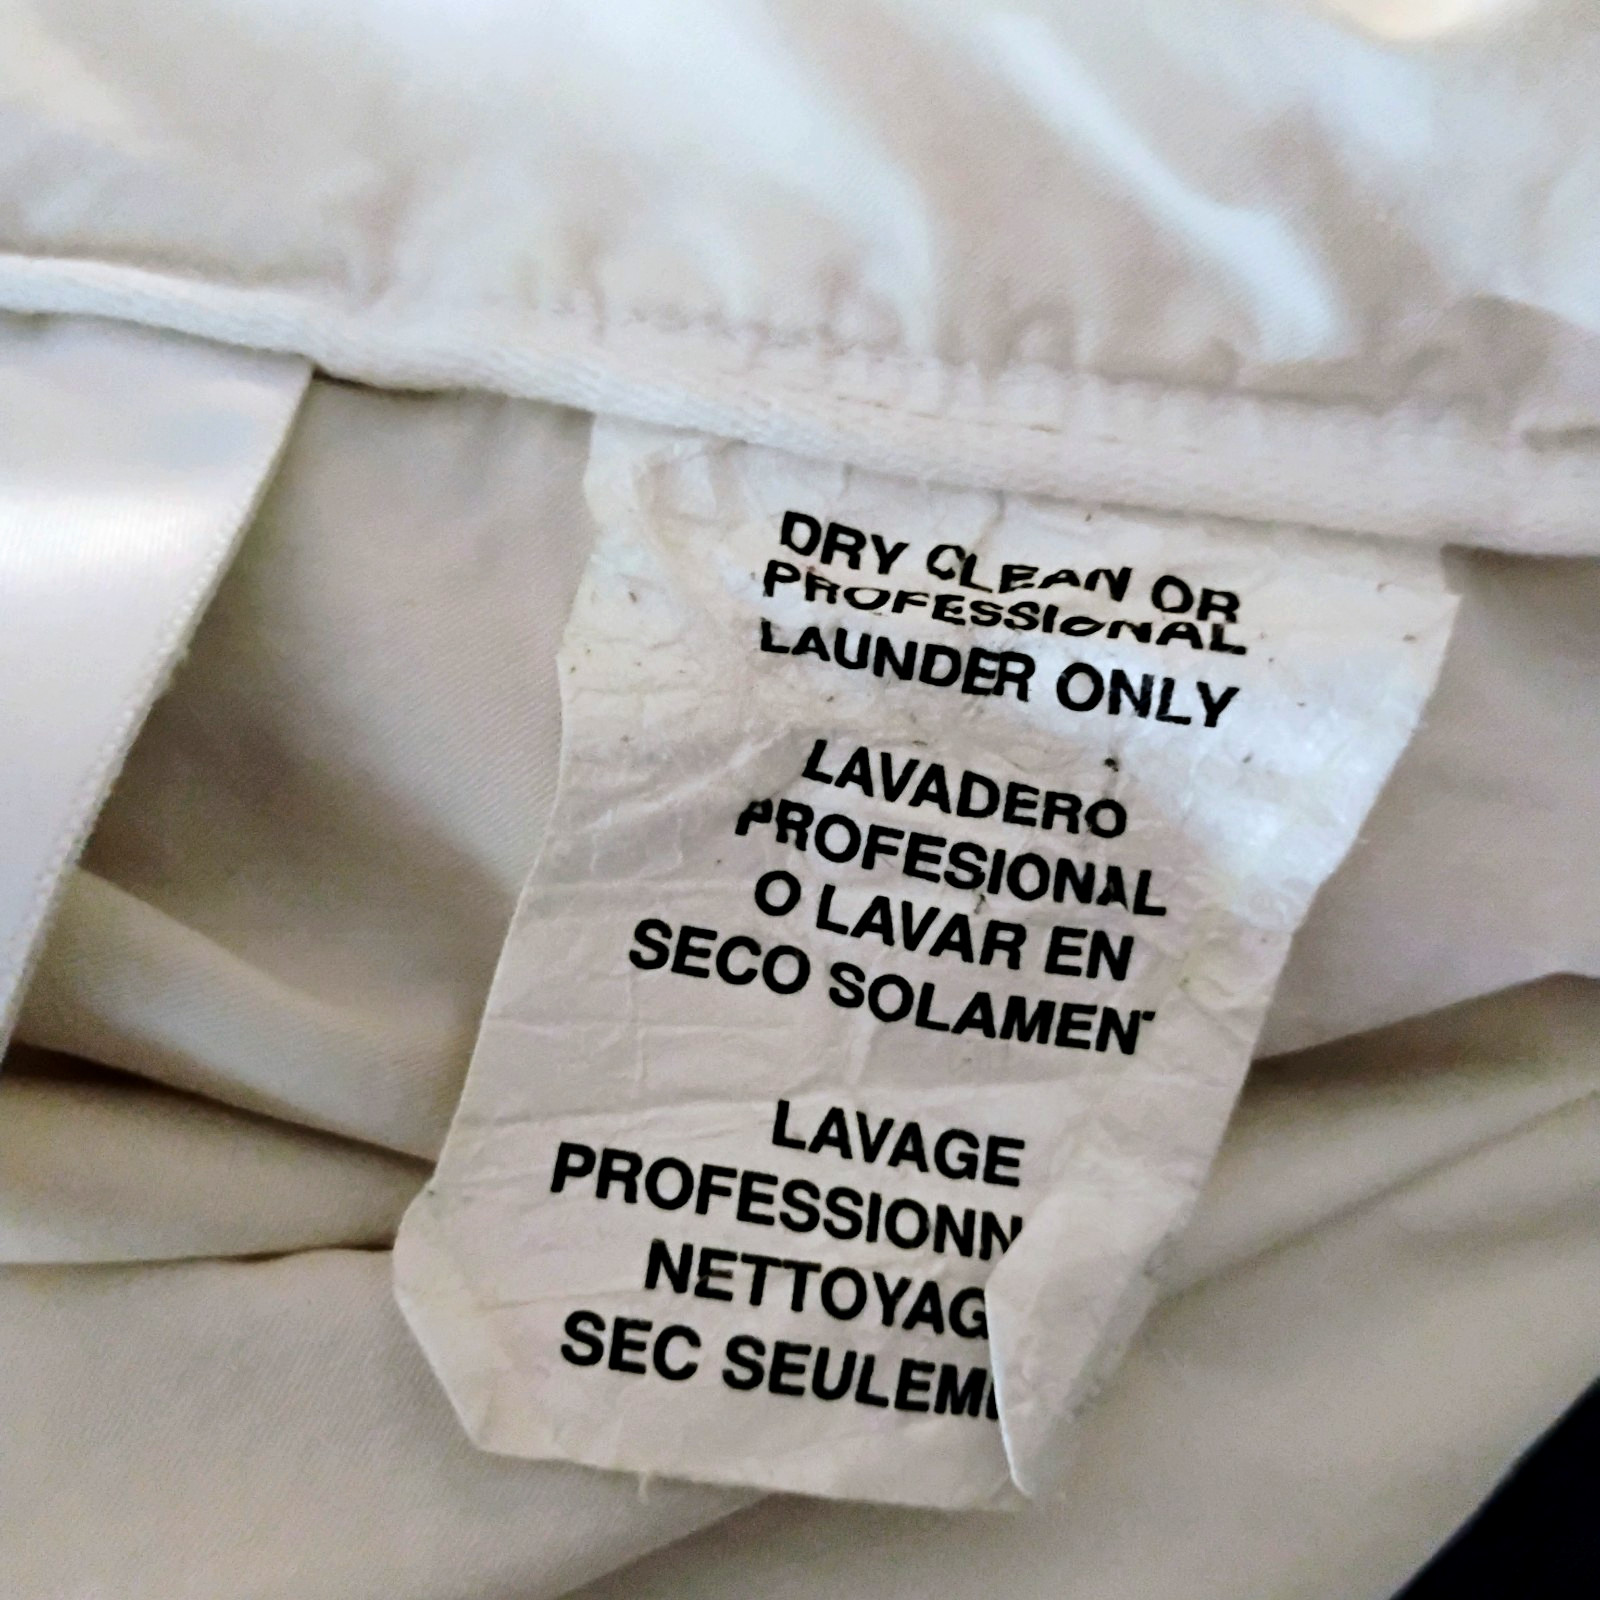 DRY CLEAN OR
PROFESSIONAL
LAUNDER ONLY
LAVADERO
PROFESIONAL
O LAVAR EN
SECO SOLAMEN
LAVAGE
PROFESSIONN
NETTOYAG
SEC SEULEM